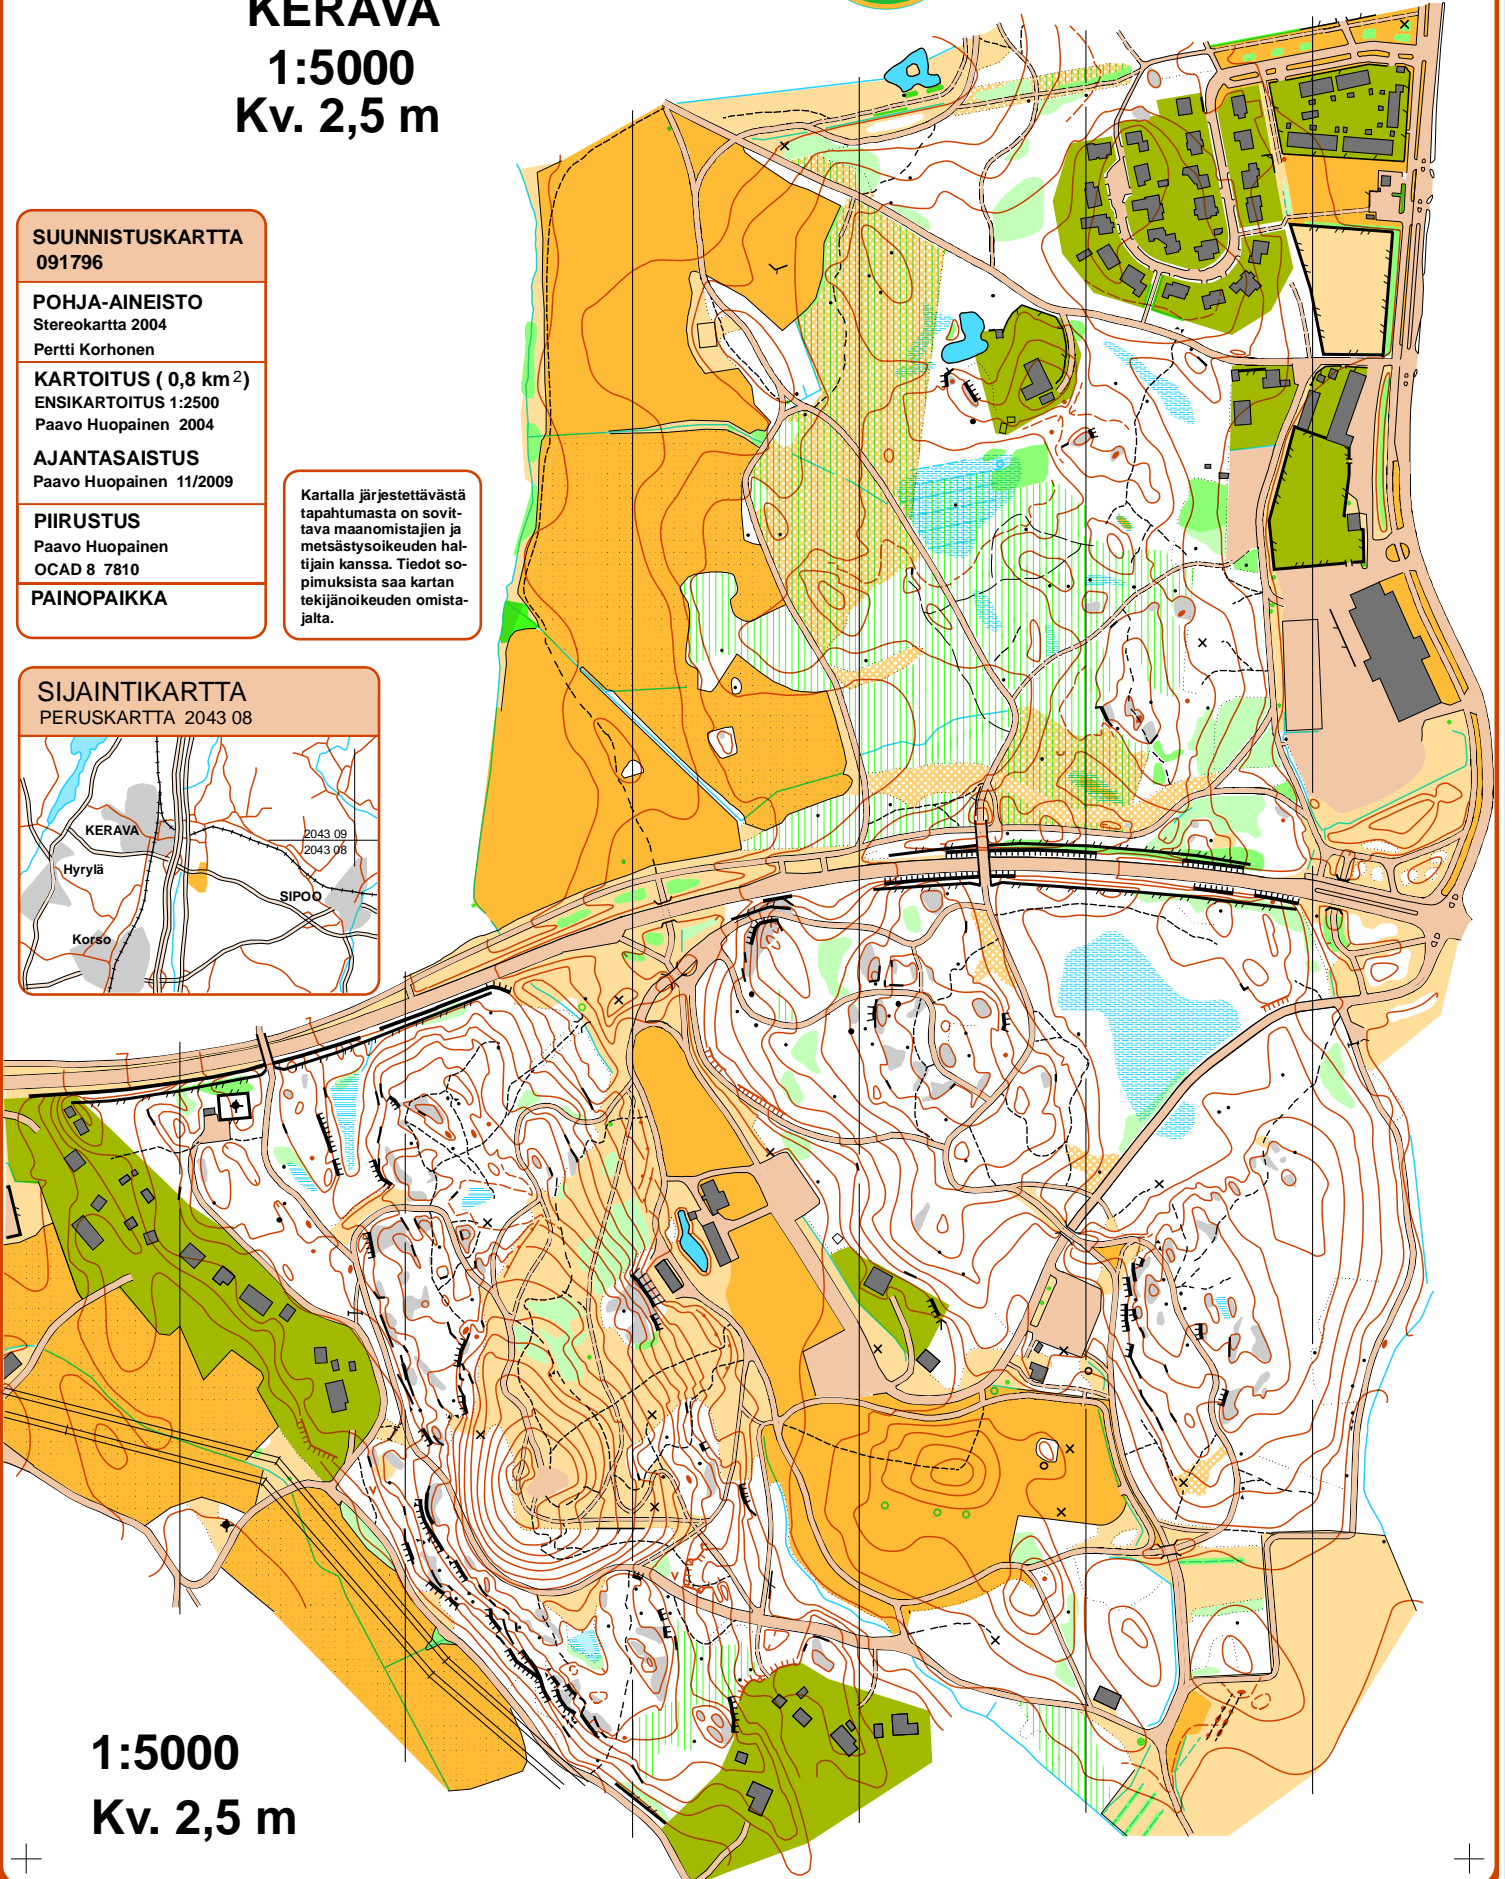 KERAVA
1:5000
Kv. 2,5 m
SUUNNISTUSKARTTA
091796
POHJA-AINEISTO
Stereokartta 2004
Pertti Korhonen
KARTOITUS ( 0,8 km2)
ENSIKARTOITUS 1:2500
Paavo Huopainen 2004
AJANTASAISTUS
Paavo Huopainen 11/2009
PIIRUSTUS
Paavo Huopainen
OCAD 8 7810
PAINOPAIKKA
Kartalla järjestettävästä
tapahtumasta on sovit-
tava maanomistajien ja
metsästysoikeuden hal-
tijain kanssa. Tiedot so-
pimuksista saa kartan
tekijänoikeuden omista-
jalta.
SIJAINTIKARTTA
PERUSKARTTA 2043 08
KERAVA
2043 09
2043 08
Hyrylä
SIPOO
Korso
1:5000
Kv. 2,5 m